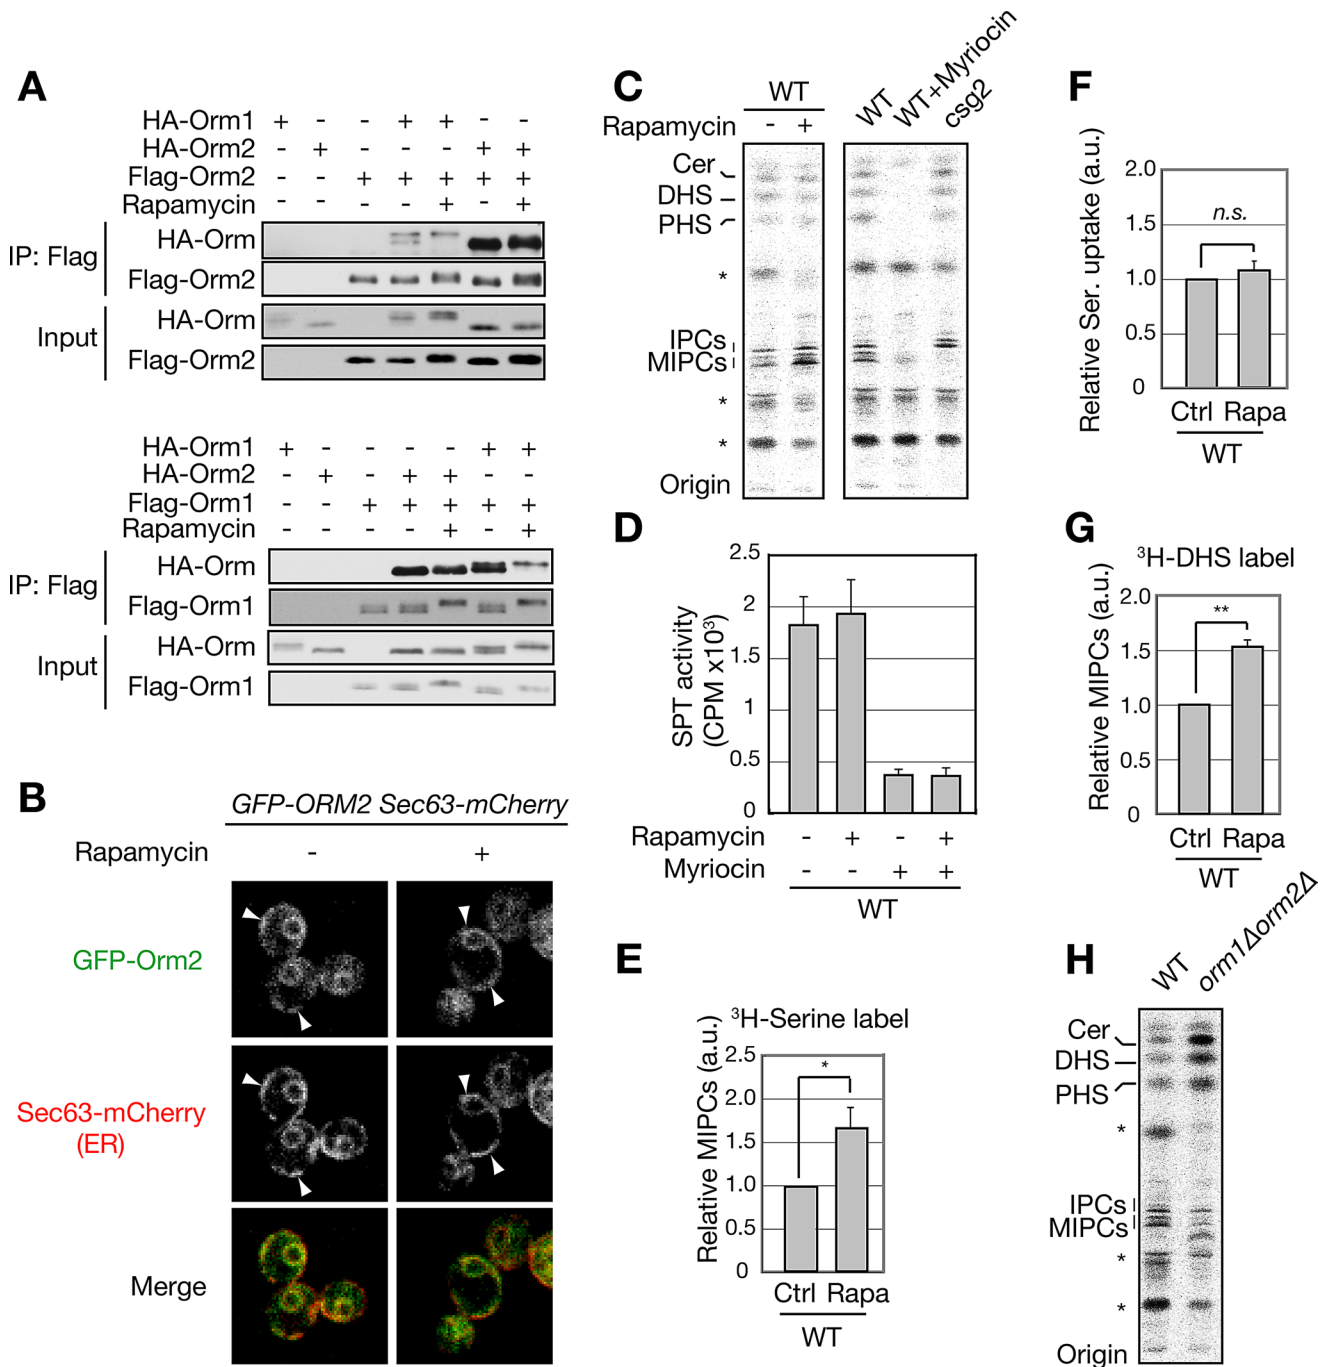 A
HA-Orm1 + - - + + - -
HA-Orm2 - + - - - + +
Flag-Orm2 - - + + + + +
Rapamycin - - - - + - +
IP: Flag
HA-Orm
Flag-Orm2
Input
HA-Orm
Flag-Orm2
HA-Orm1 + - - - - + +
HA-Orm2 - + - + + - -
Flag-Orm1 - - + + + + +
Rapamycin - - - - + - +
IP: Flag
HA-Orm
Flag-Orm1
Input
HA-Orm
Flag-Orm1
B
GFP-ORM2 Sec63-mCherry
Rapamycin - +
GFP-Orm2
Sec63-mCherry
(ER)
Merge
C
WT
Rapamycin - +
WT
WT+Myriocin
csg2
Cer
DHS
PHS
*
IPCs
MIPCs
*
*
Origin
D
SPT activity
(CPM x10³)
2.5
2
1.5
1
0.5
0
Rapamycin - + - +
Myriocin - - + +
WT
E
³H-Serine label
Relative MIPCs (a.u.)
2.5
2.0
1.5
1.0
0.5
0
*
Ctrl Rapa
WT
F
Relative Ser. uptake (a.u.)
2.0
1.5
1.0
0.5
0
n.s.
Ctrl Rapa
WT
G
³H-DHS label
Relative MIPCs (a.u.)
2.0
1.5
1.0
0.5
0
**
Ctrl Rapa
WT
H
WT
orm1Δorm2Δ
Cer
DHS
PHS
*
IPCs
MIPCs
*
*
Origin